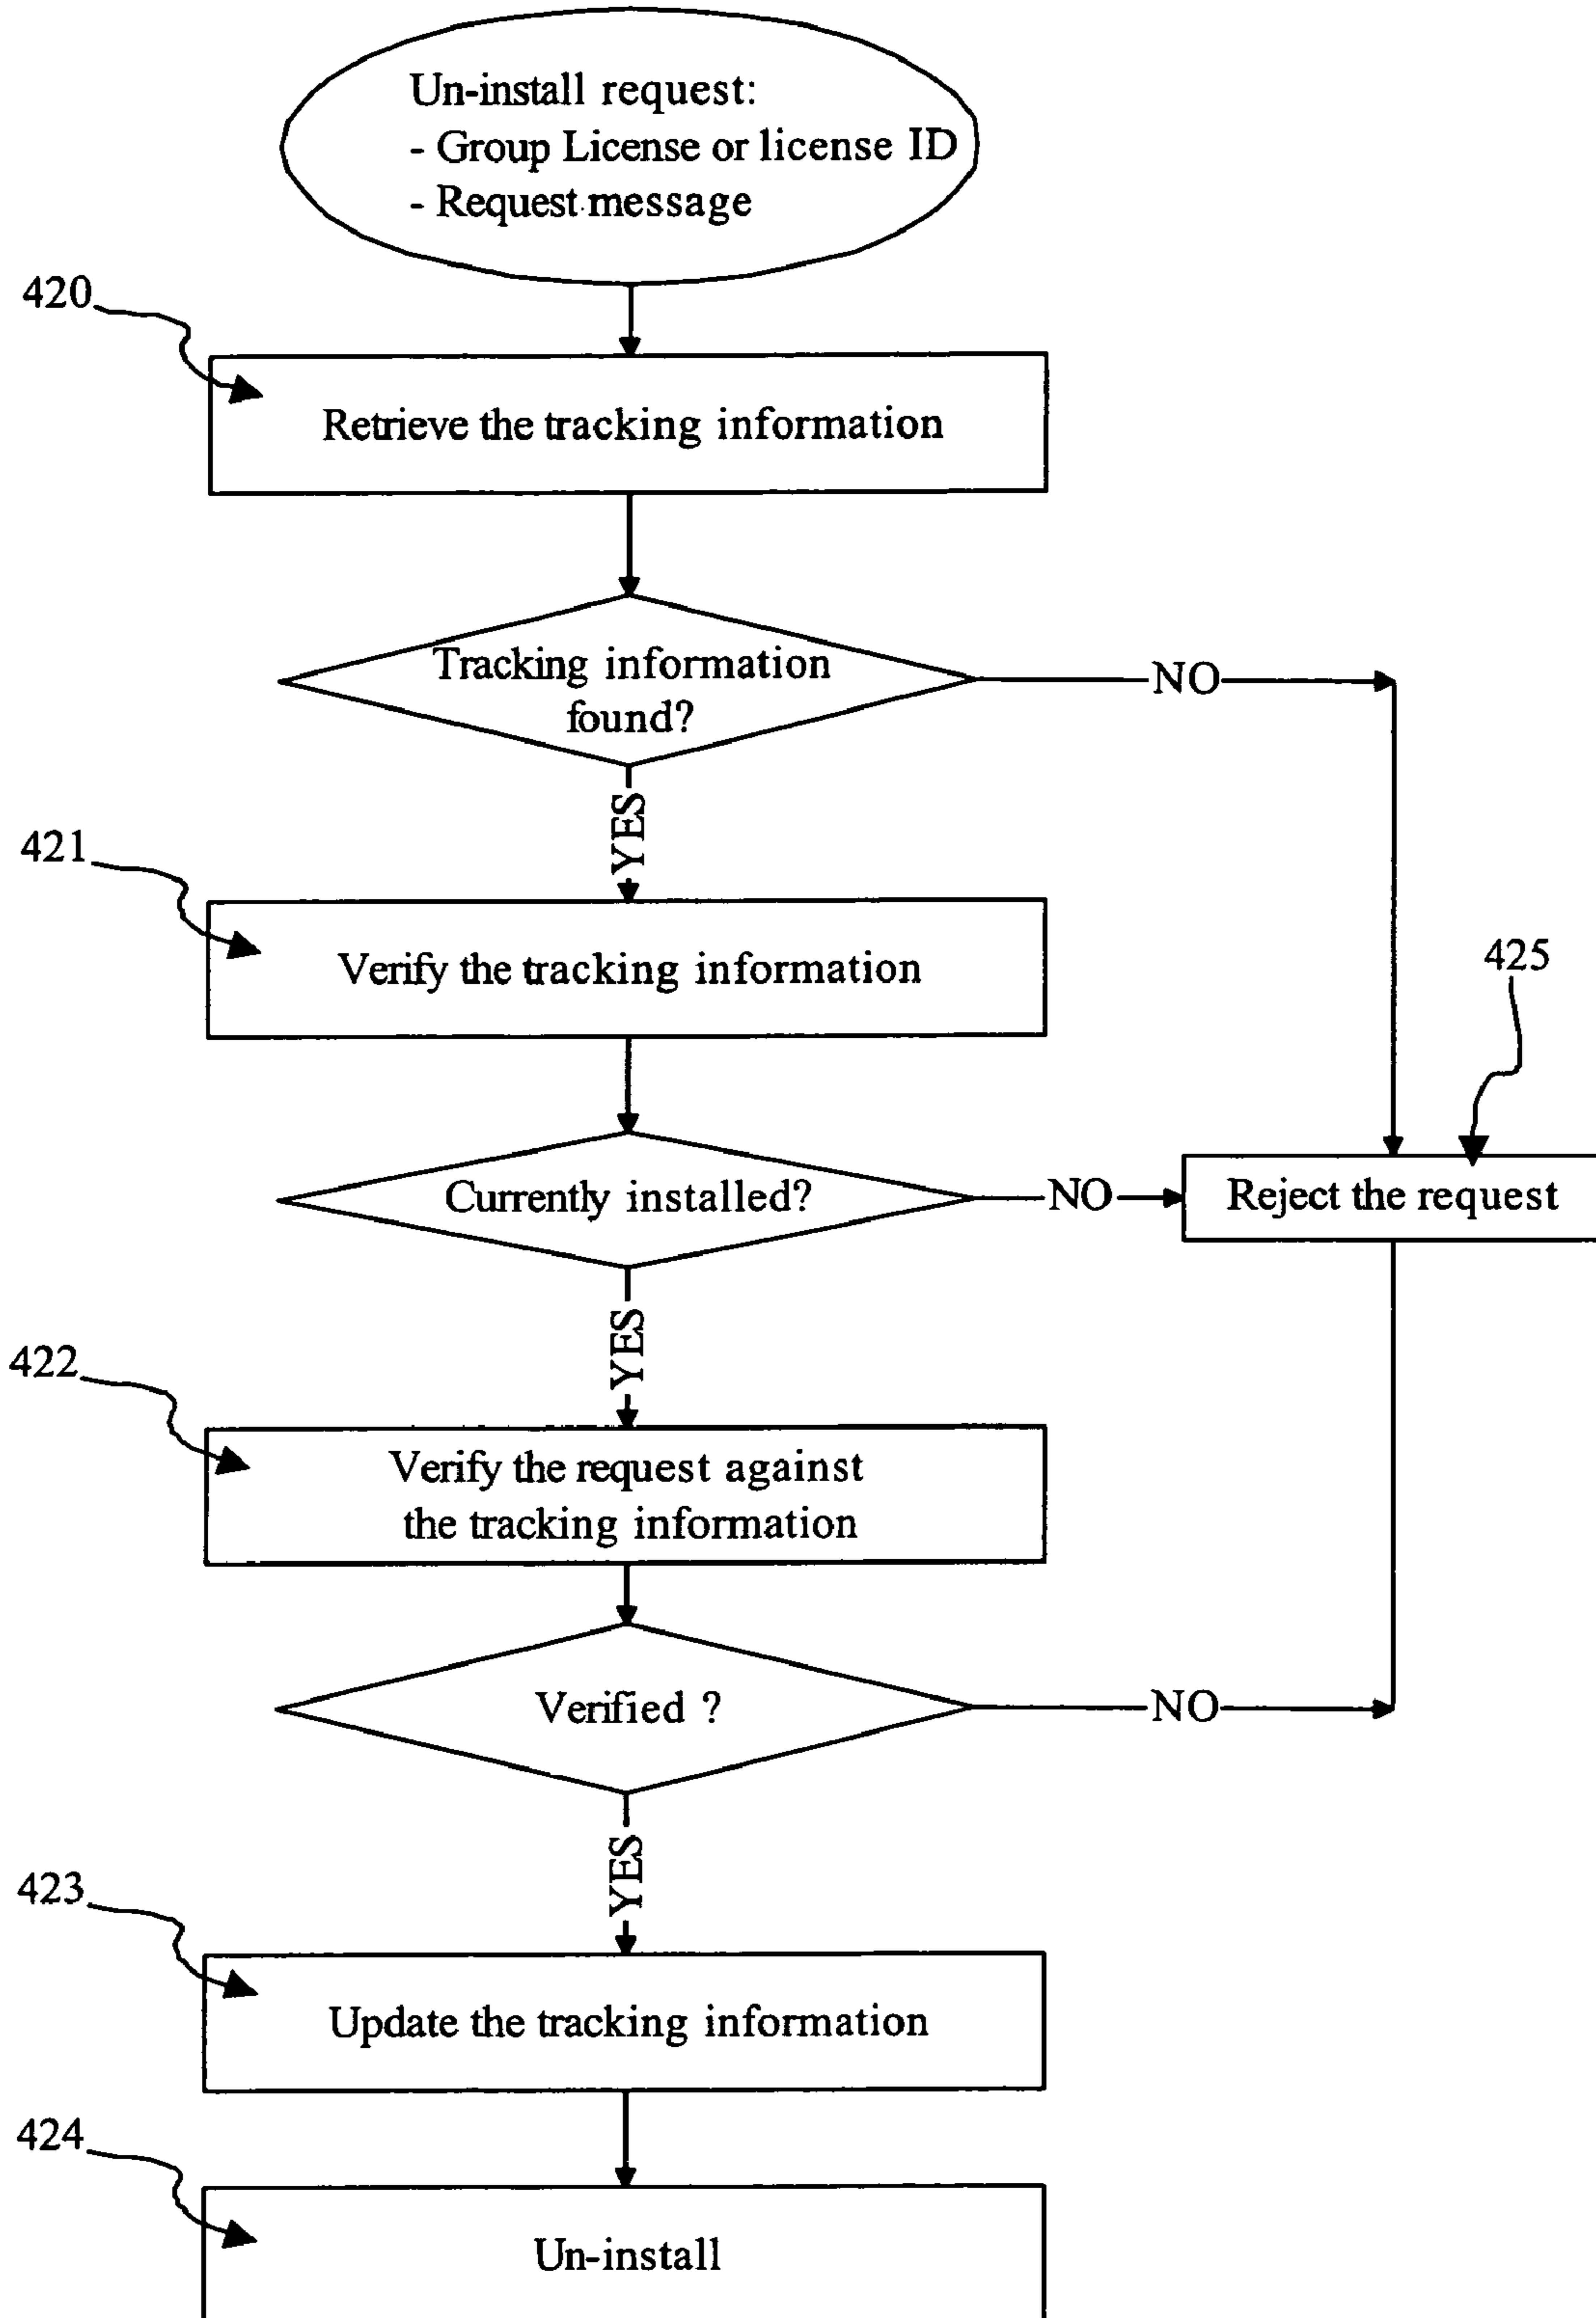 Un-install request:
- Group License or license ID
- Request message
420
Retrieve the tracking information
Tracking information
found?
NO
YES
421
Verify the tracking information
425
Currently installed?
NO
Reject the request
YES
422
Verify the request against
the tracking information
Verified ?
NO
YES
423
Update the tracking information
424
Un-install